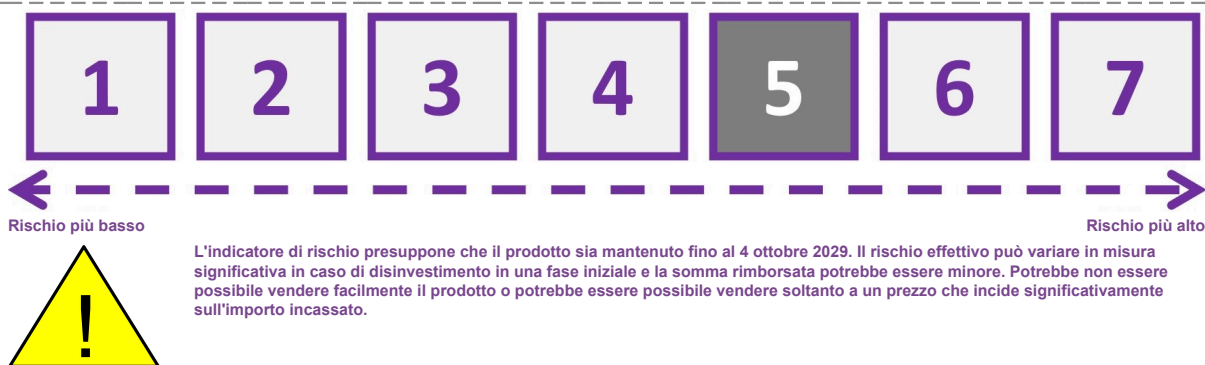 1 2 3 4 5 6 7
Rischio più basso Rischio più alto
L'indicatore di rischio presuppone che il prodotto sia mantenuto fino al 4 ottobre 2029. Il rischio effettivo può variare in misura
significativa in caso di disinvestimento in una fase iniziale e la somma rimborsata potrebbe essere minore. Potrebbe non essere
possibile vendere facilmente il prodotto o potrebbe essere possibile vendere soltanto a un prezzo che incide significativamente
sull'importo incassato.
!